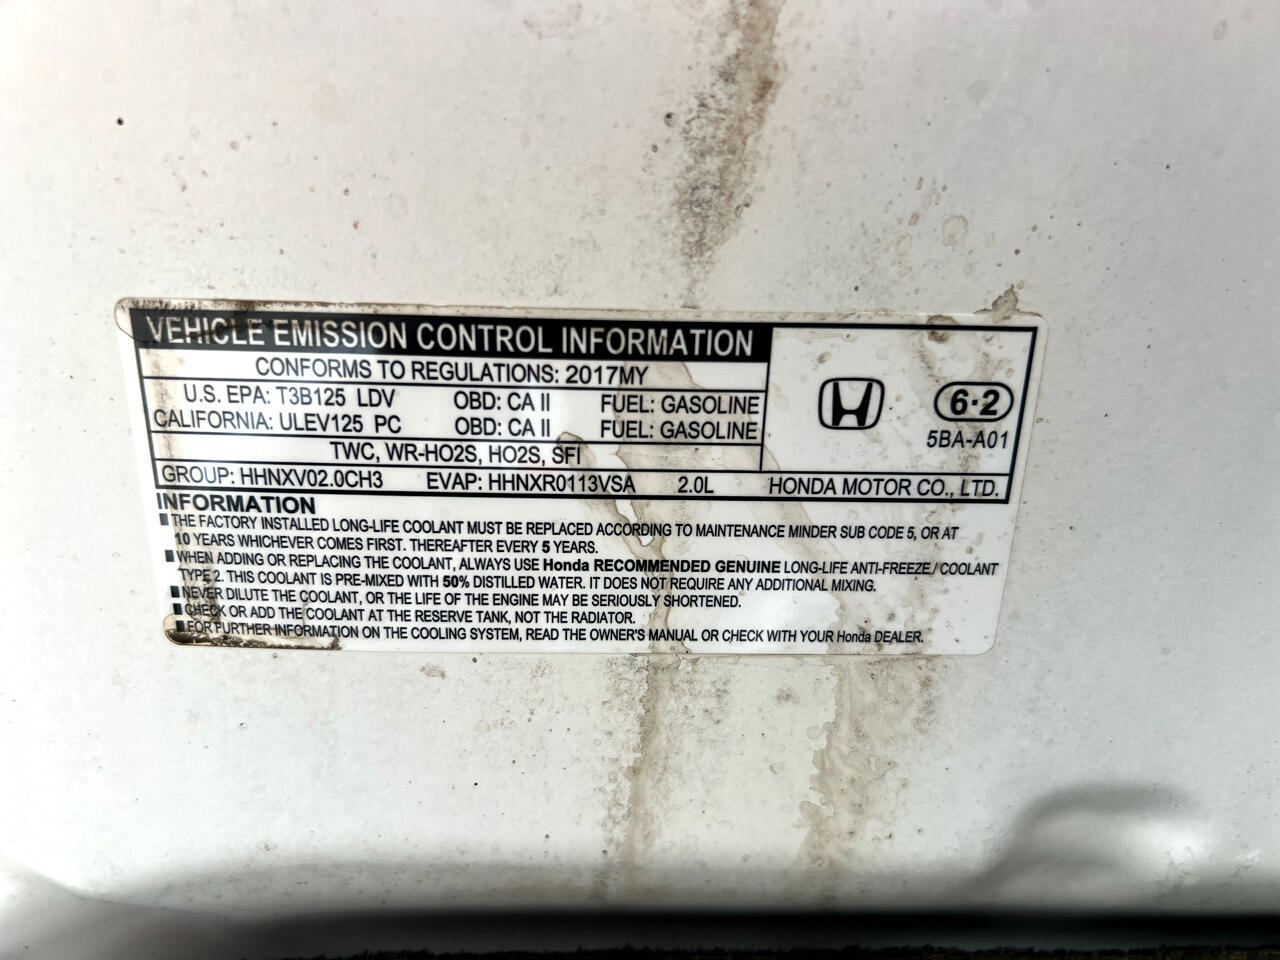 VEHICLE EMISSION CONTROL INFORMATION
CONFORMS TO REGULATIONS: 2017MY
U.S. EPA: T3B125 LDV OBD: CA II FUEL: GASOLINE
CALIFORNIA: ULEV125 PC OBD: CA II FUEL: GASOLINE
6·2
5BA-A01
TWC, WR-HO2S, HO2S, SFI
GROUP: HHNXV02.0CH3 EVAP: HHNXR0113VSA 2.0L HONDA MOTOR CO., LTD.
INFORMATION
■ THE FACTORY INSTALLED LONG-LIFE COOLANT MUST BE REPLACED ACCORDING TO MAINTENANCE MINDER SUB CODE 5, OR AT
10 YEARS WHICHEVER COMES FIRST. THEREAFTER EVERY 5 YEARS.
■ WHEN ADDING OR REPLACING THE COOLANT, ALWAYS USE Honda RECOMMENDED GENUINE LONG-LIFE ANTI-FREEZE/COOLANT
TYPE 2. THIS COOLANT IS PRE-MIXED WITH 50% DISTILLED WATER. IT DOES NOT REQUIRE ANY ADDITIONAL MIXING.
■ NEVER DILUTE THE COOLANT, OR THE LIFE OF THE ENGINE MAY BE SERIOUSLY SHORTENED.
■ CHECK OR ADD THE COOLANT AT THE RESERVE TANK, NOT THE RADIATOR.
■ FOR FURTHER INFORMATION ON THE COOLING SYSTEM, READ THE OWNER'S MANUAL OR CHECK WITH YOUR Honda DEALER.